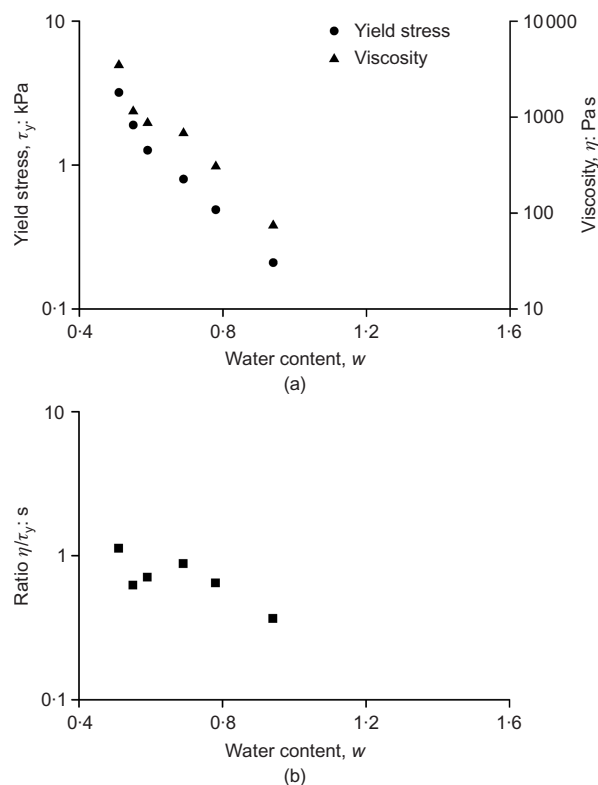 10
1
0·1
Yield stress, τy: kPa
Yield stress
Viscosity
10 000
1000
100
10
Viscosity, η: Pa s
0·4 0·8 1·2 1·6
Water content, w
(a)
10
1
0·1
Ratio η/τy: s
0·4 0·8 1·2 1·6
Water content, w
(b)